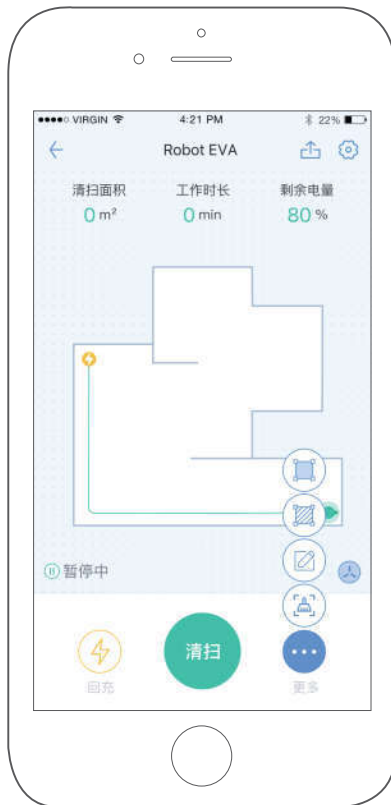 VIRGIN 4:21 PM 22%
Robot EVA
清扫面积 工作时长 剩余电量
0 m² 0 min 80 %
暂停中
清扫
回充 更多